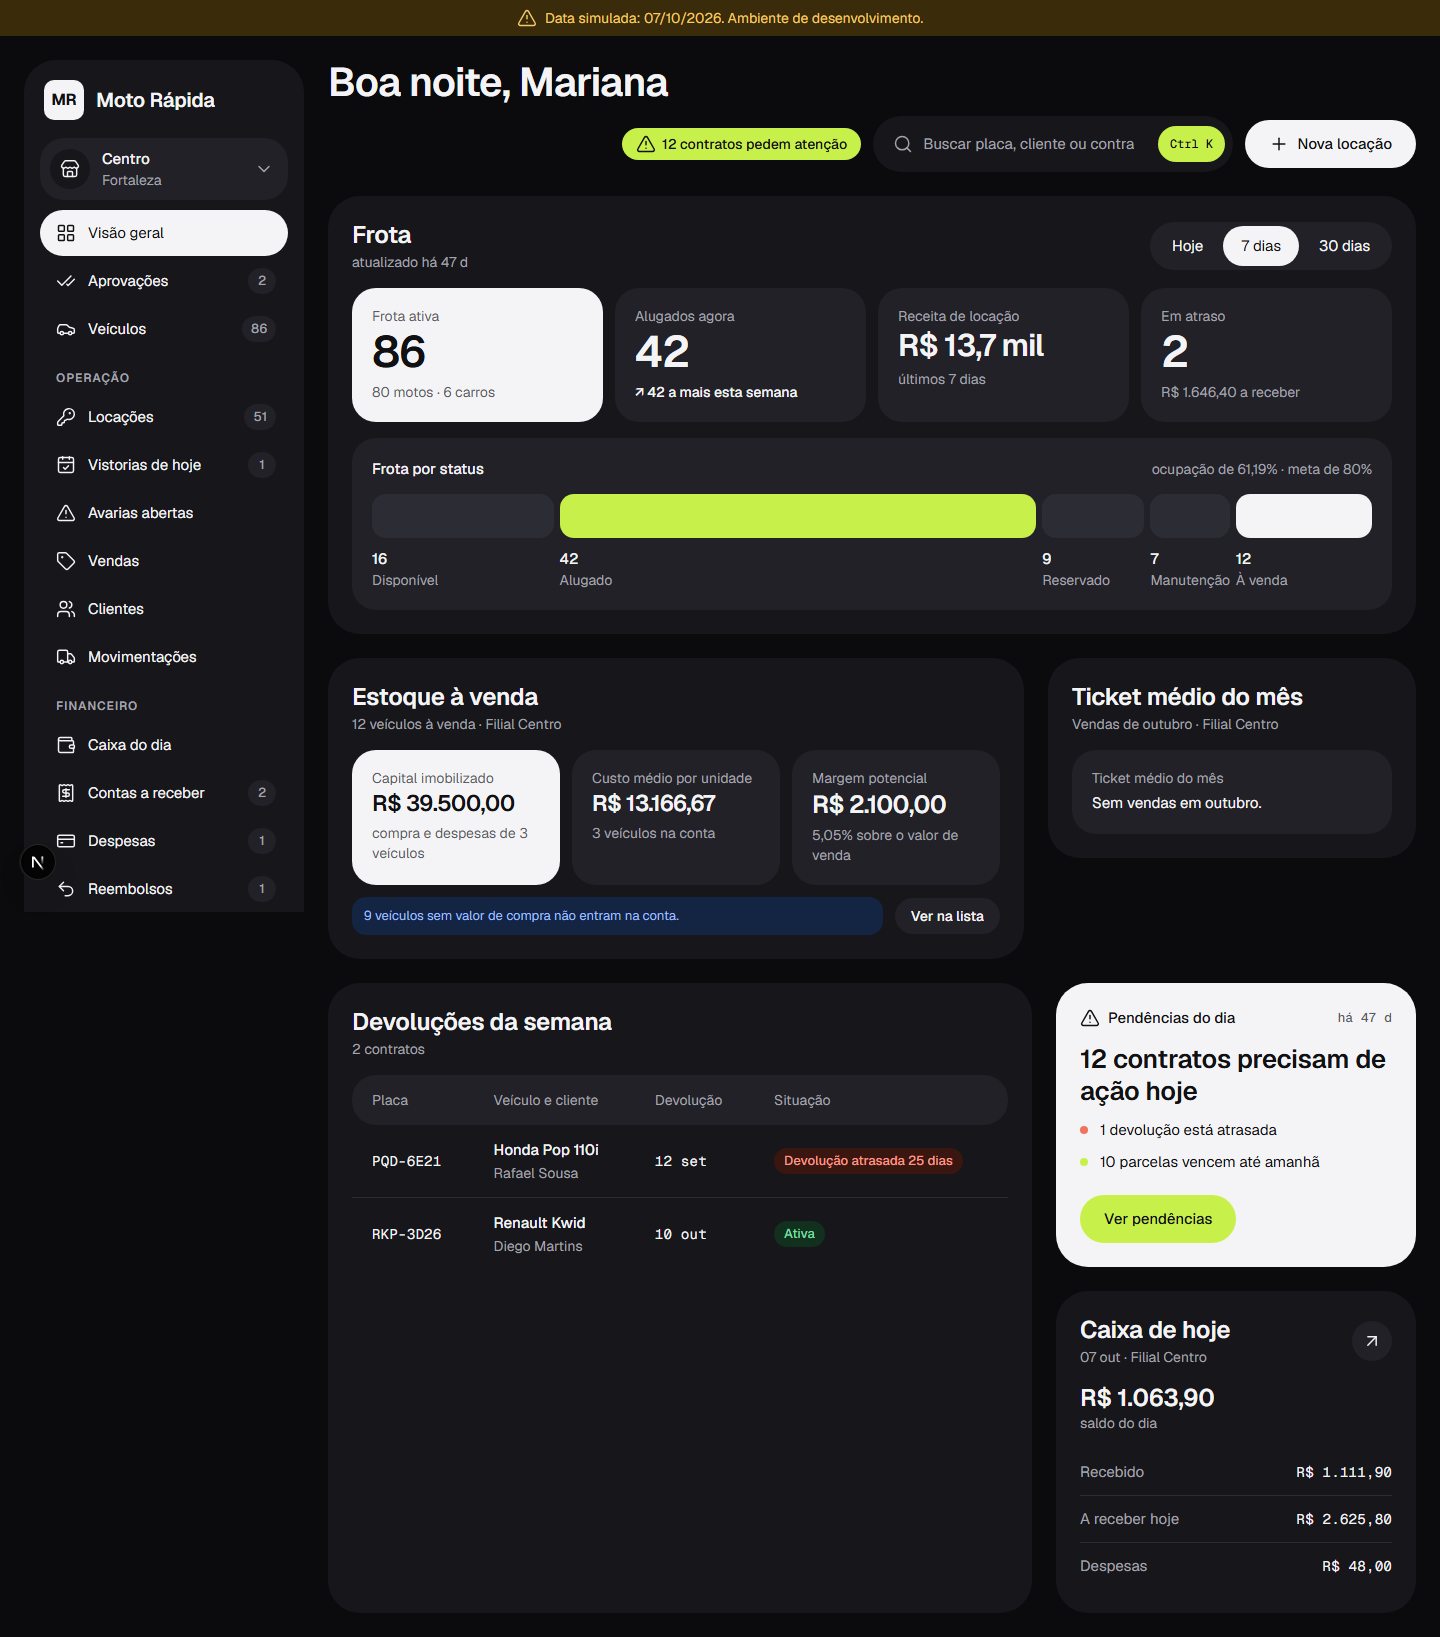 Data simulada: 07/10/2026. Ambiente de desenvolvimento.
MR Moto Rápida
Centro
Fortaleza
Visão geral
Aprovações 2
Veículos 86
OPERAÇÃO
Locações 51
Vistorias de hoje 1
Avarias abertas
Vendas
Clientes
Movimentações
FINANCEIRO
Caixa do dia
Contas a receber 2
Despesas 1
Reembolsos 1
N
Boa noite, Mariana
12 contratos pedem atenção
Buscar placa, cliente ou contra
Ctrl K
Nova locação
Frota
atualizado há 47 d
Hoje 7 dias 30 dias
Frota ativa
86
80 motos · 6 carros
Alugados agora
42
42 a mais esta semana
Receita de locação
R$ 13,7 mil
últimos 7 dias
Em atraso
2
R$ 1.646,40 a receber
Frota por status
ocupação de 61,19% · meta de 80%
16 42 9 7 12
Disponível Alugado Reservado Manutenção À venda
Estoque à venda
12 veículos à venda · Filial Centro
Capital imobilizado
R$ 39.500,00
compra e despesas de 3
veículos
Custo médio por unidade
R$ 13.166,67
3 veículos na conta
Margem potencial
R$ 2.100,00
5,05% sobre o valor de
venda
9 veículos sem valor de compra não entram na conta.
Ver na lista
Ticket médio do mês
Vendas de outubro · Filial Centro
Ticket médio do mês
Sem vendas em outubro.
Devoluções da semana
2 contratos
Placa Veículo e cliente Devolução Situação
PQD-6E21 Honda Pop 110i 12 set Devolução atrasada 25 dias
Rafael Sousa
RKP-3D26 Renault Kwid 10 out Ativa
Diego Martins
Pendências do dia há 47 d
12 contratos precisam de
ação hoje
1 devolução está atrasada
10 parcelas vencem até amanhã
Ver pendências
Caixa de hoje
07 out · Filial Centro
R$ 1.063,90
saldo do dia
Recebido R$ 1.111,90
A receber hoje R$ 2.625,80
Despesas R$ 48,00